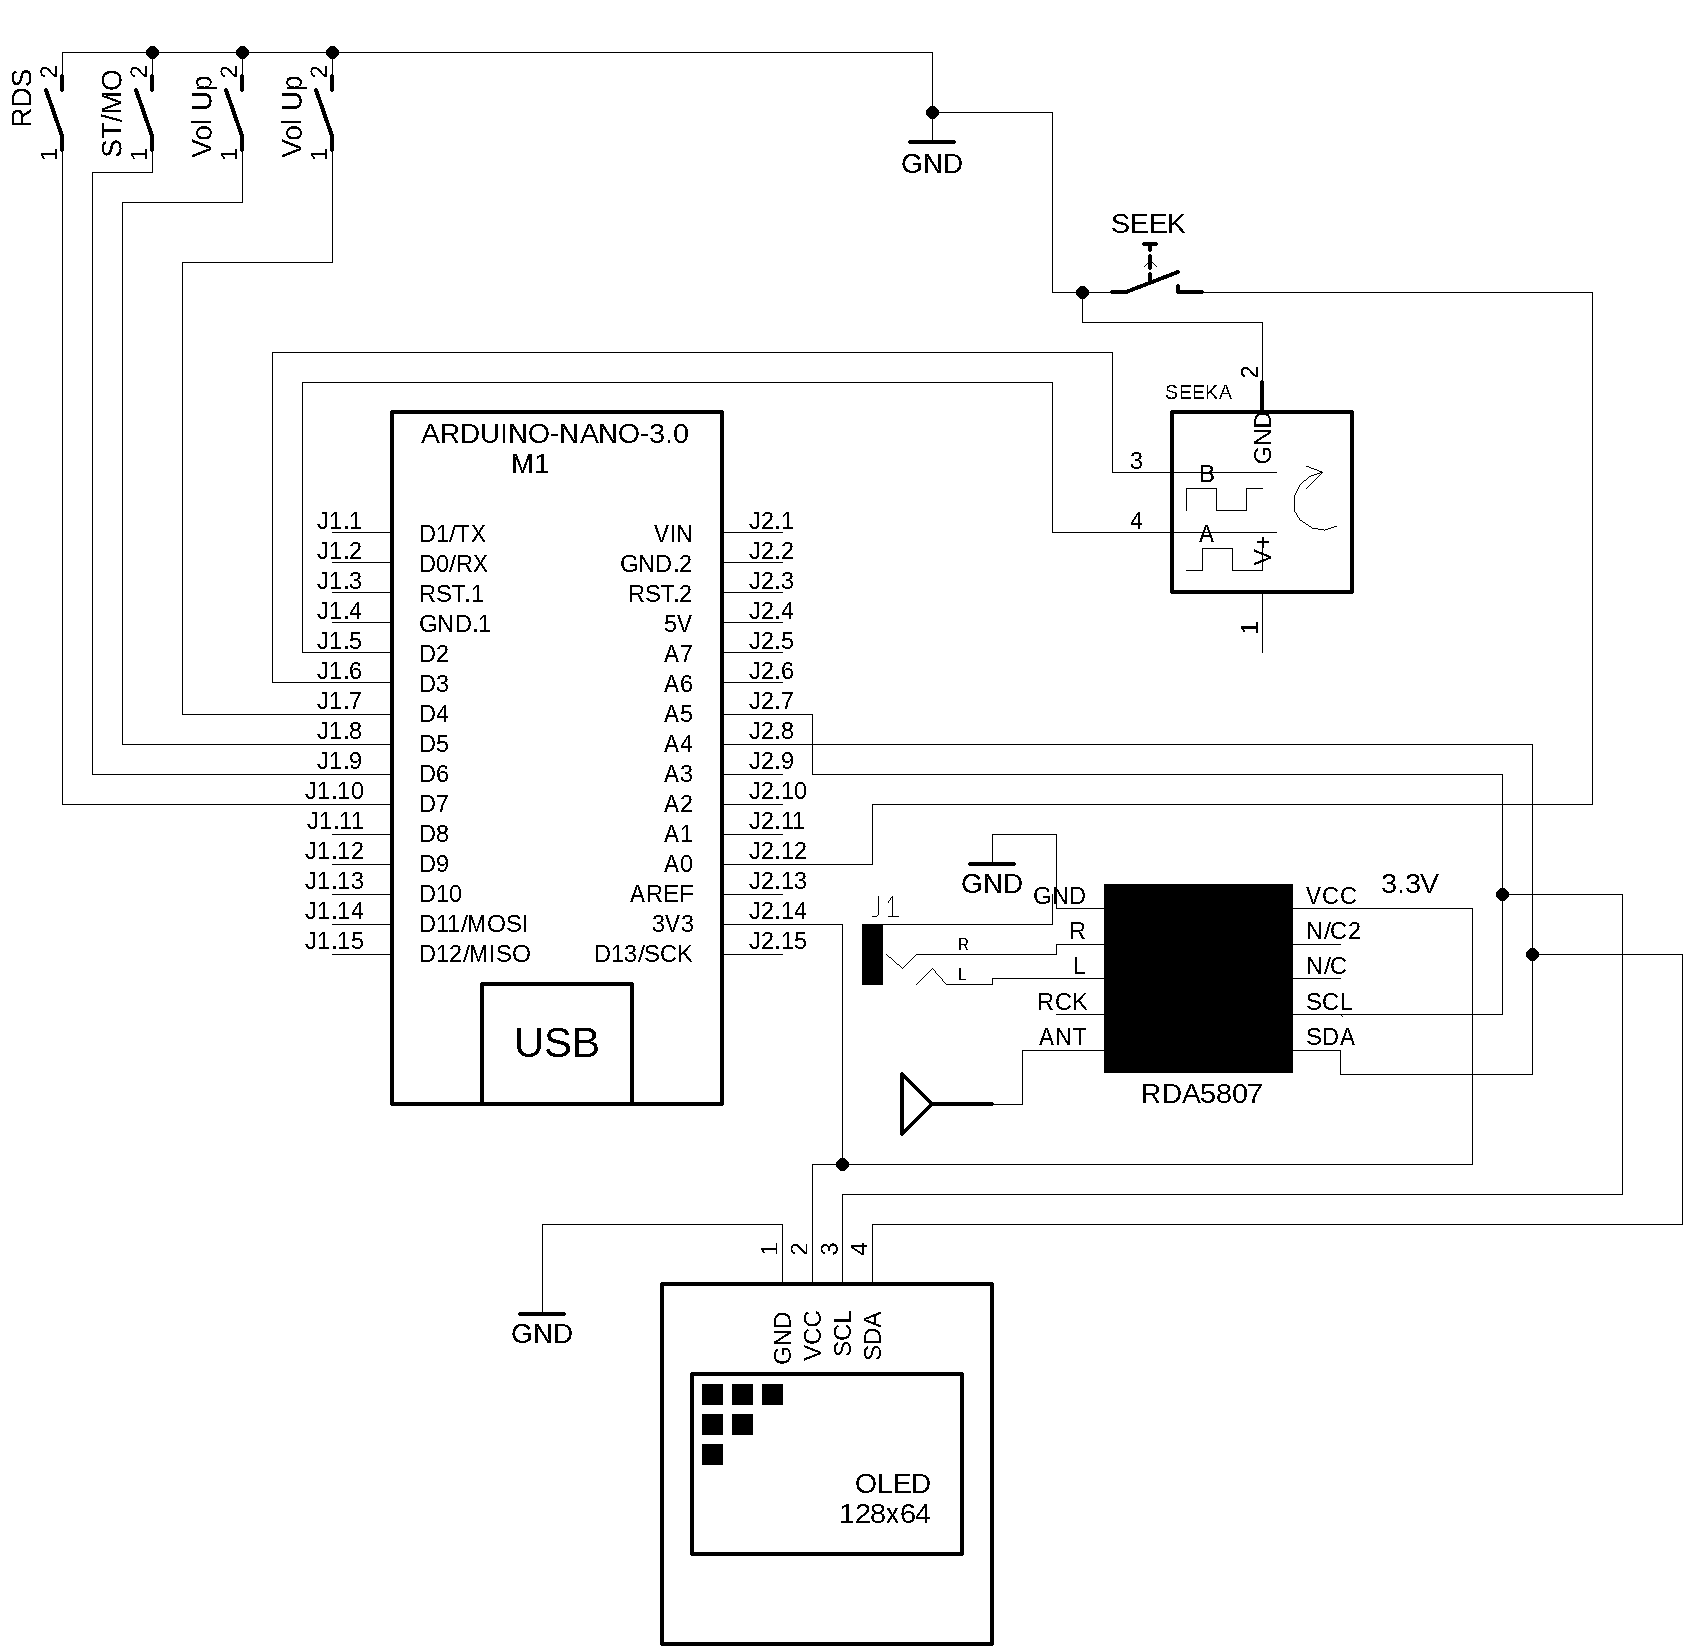 RDS
2
1
ST/MO
2
1
Vol Up
2
1
Vol Up
2
1
GND
SEEK
SEEKA
2
GND
3
B
4
A
V+
1
ARDUINO-NANO-3.0
M1
J1.1 D1/TX VIN J2.1
J1.2 D0/RX GND.2 J2.2
J1.3 RST.1 RST.2 J2.3
J1.4 GND.1 5V J2.4
J1.5 D2 A7 J2.5
J1.6 D3 A6 J2.6
J1.7 D4 A5 J2.7
J1.8 D5 A4 J2.8
J1.9 D6 A3 J2.9
J1.10 D7 A2 J2.10
J1.11 D8 A1 J2.11
J1.12 D9 A0 J2.12
J1.13 D10 AREF J2.13
J1.14 D11/MOSI 3V3 J2.14
J1.15 D12/MISO D13/SCK J2.15
USB
GND
J1
R
L
GND VCC 3.3V
R N/C2
L N/C
RCK SCL
ANT SDA
RDA5807
GND
1 2 3 4
GND VCC SCL SDA
OLED
128x64